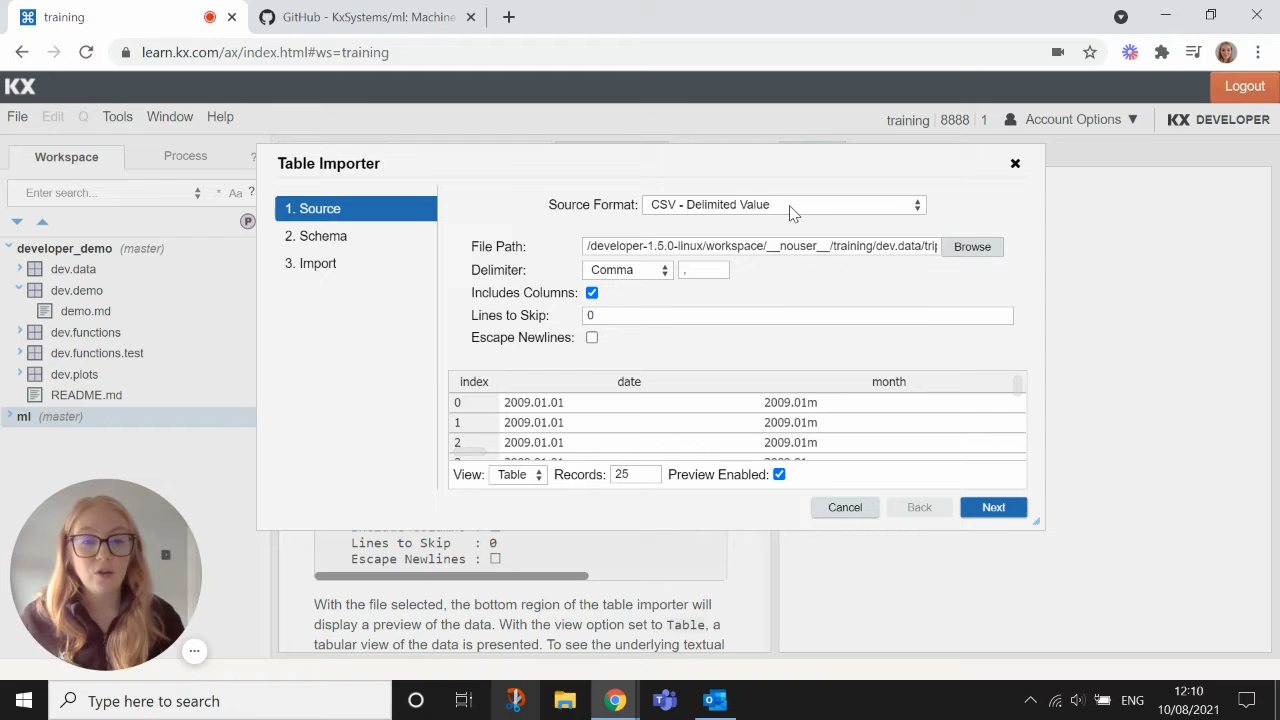 training
GitHub - KxSystems/ml: Machine
learn.kx.com/ax/index.html#ws=training
KX
Logout
File Edit Q Tools Window Help
training 8888 1 Account Options ▼ KX DEVELOPER
Workspace Process ?
Enter search... .* Aa ?
P
developer_demo
dev.data
dev.demo
demo.md
dev.functions
dev.functions.test
dev.plots
README.md
ml (master)
Table Importer
1. Source
2. Schema
3. Import
Source Format: CSV - Delimited Value
File Path: /developer-1.5.0-linux/workspace/__nouser__/training/dev.data/trip Browse
Delimiter: Comma ,
Includes Columns:
Lines to Skip: 0
Escape Newlines:
index date month
0 2009.01.01 2009.01m
1 2009.01.01 2009.01m
2 2009.01.01 2009.01m
View: Table Records: 25 Preview Enabled:
Cancel Back Next
Lines to Skip : 0
Escape Newlines : ☐
With the file selected, the bottom region of the table importer will
display a preview of the data. With the view option set to Table, a
tabular view of the data is presented. To see the underlying textual
Type here to search
ENG
12:10
10/08/2021